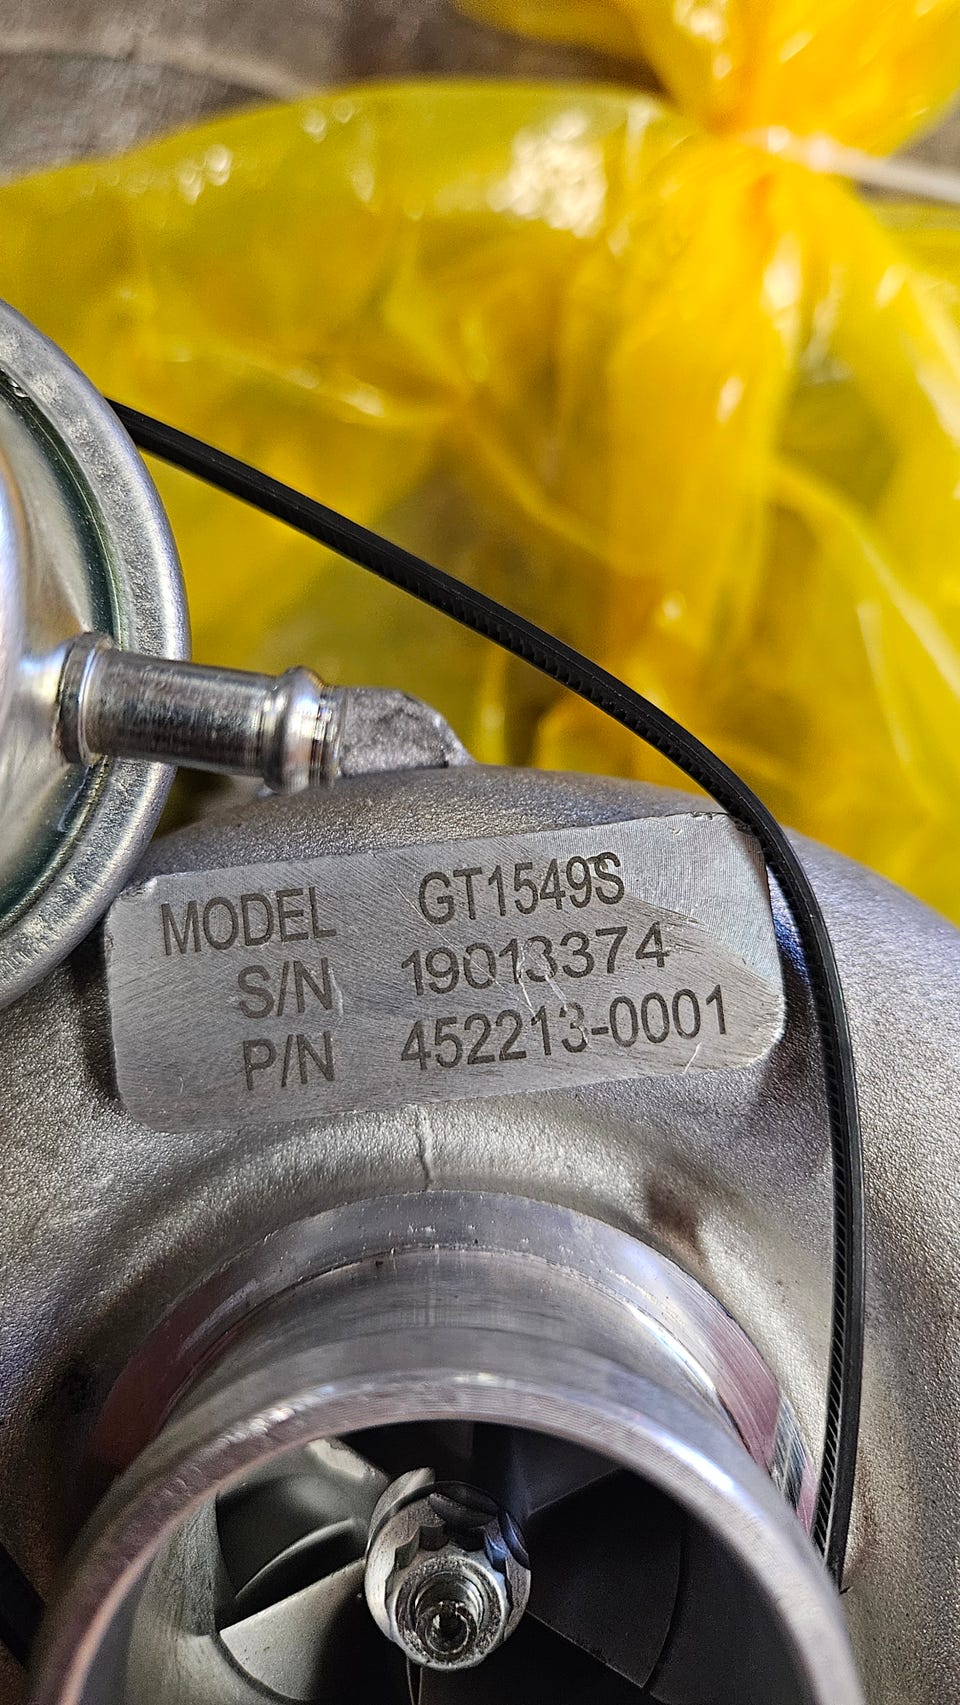 MODEL GT1549S
S/N 19013374
P/N 452213-0001